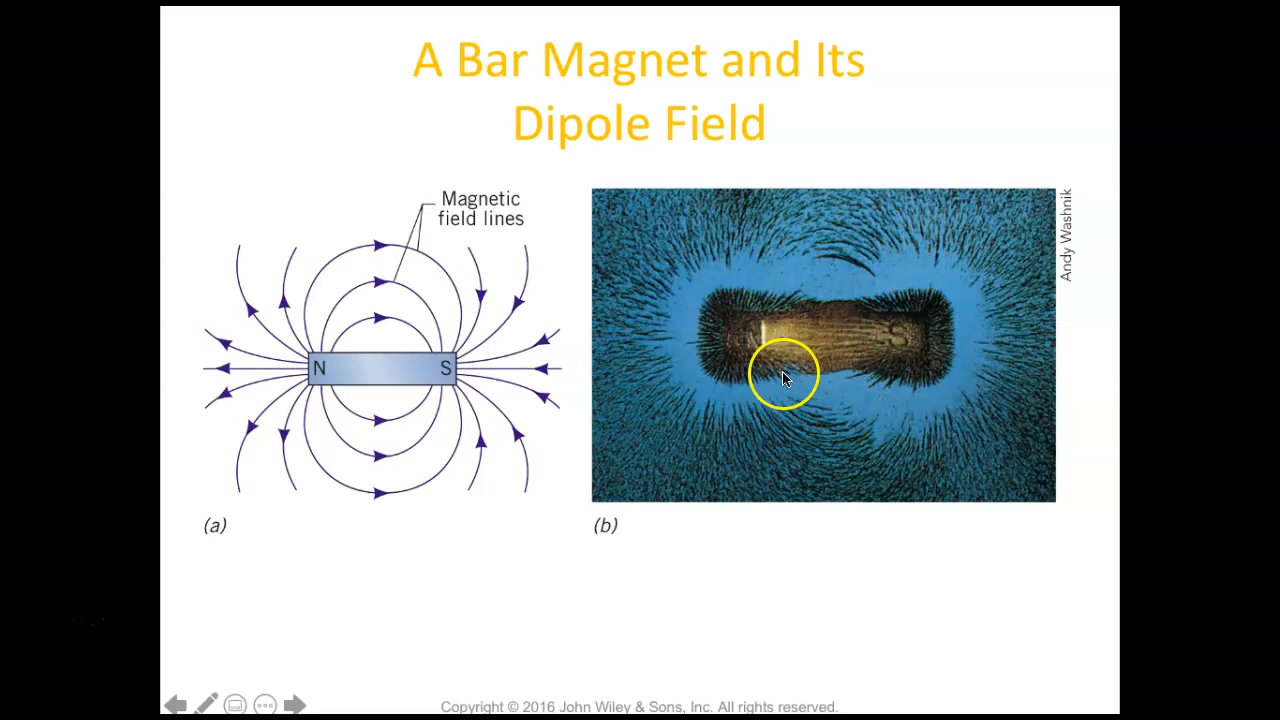 A Bar Magnet and Its
Dipole Field
Magnetic
field lines
N
S
(a)
S
(b)
Andy Washnik
Copyright © 2016 John Wiley & Sons, Inc. All rights reserved.